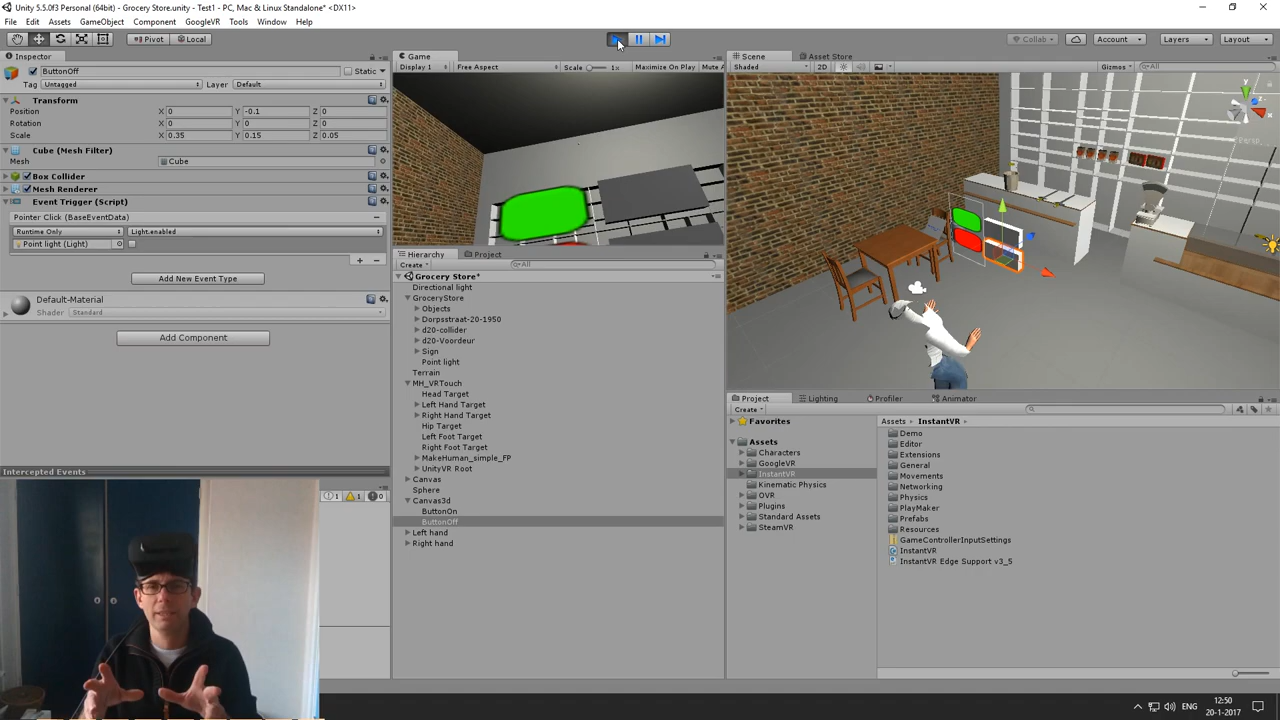 Unity 5.5.0f3 Personal (64bit) - Grocery Store.unity - Test1 - PC, Mac & Linux Standalone* <DX11>
File Edit Assets GameObject Component GoogleVR Tools Window Help
Pivot Local Collab Account Layers Layout
Inspector
ButtonOff Static
Tag Untagged Layer Default
Transform
Position X 0 Y -0.1 Z 0
Rotation X 0 Y 0 Z 0
Scale X 0.35 Y 0.15 Z 0.05
Cube (Mesh Filter)
Mesh Cube
Box Collider
Mesh Renderer
Event Trigger (Script)
Pointer Click (BaseEventData)
Runtime Only Light.enabled
Point light (Light)
Add New Event Type
Default-Material
Shader Standard
Add Component
Intercepted Events
1 1 0
Game
Display 1 Free Aspect Scale 1x Maximize On Play Mute A
Hierarchy Project
Create All
Grocery Store*
Directional light
GroceryStore
Objects
Dorpsstraat-20-1950
d20-collider
d20-Voordeur
Sign
Point light
Terrain
MH_VRTouch
Head Target
Left Hand Target
Right Hand Target
Hip Target
Left Foot Target
Right Foot Target
MakeHuman_simple_FP
UnityVR Root
Canvas
Sphere
Canvas3d
ButtonOn
ButtonOff
Left hand
Right hand
Scene Asset Store
Shaded 2D Gizmos All
y
Project Lighting Profiler Animator
Create
Favorites
Assets
Characters
GoogleVR
InstantVR
Kinematic Physics
OVR
Plugins
Standard Assets
SteamVR
Assets InstantVR
Demo
Editor
Extensions
General
Movements
Networking
Physics
PlayMaker
Prefabs
Resources
GameControllerInputSettings
InstantVR
InstantVR Edge Support v3_5
ENG
12:50
20-1-2017